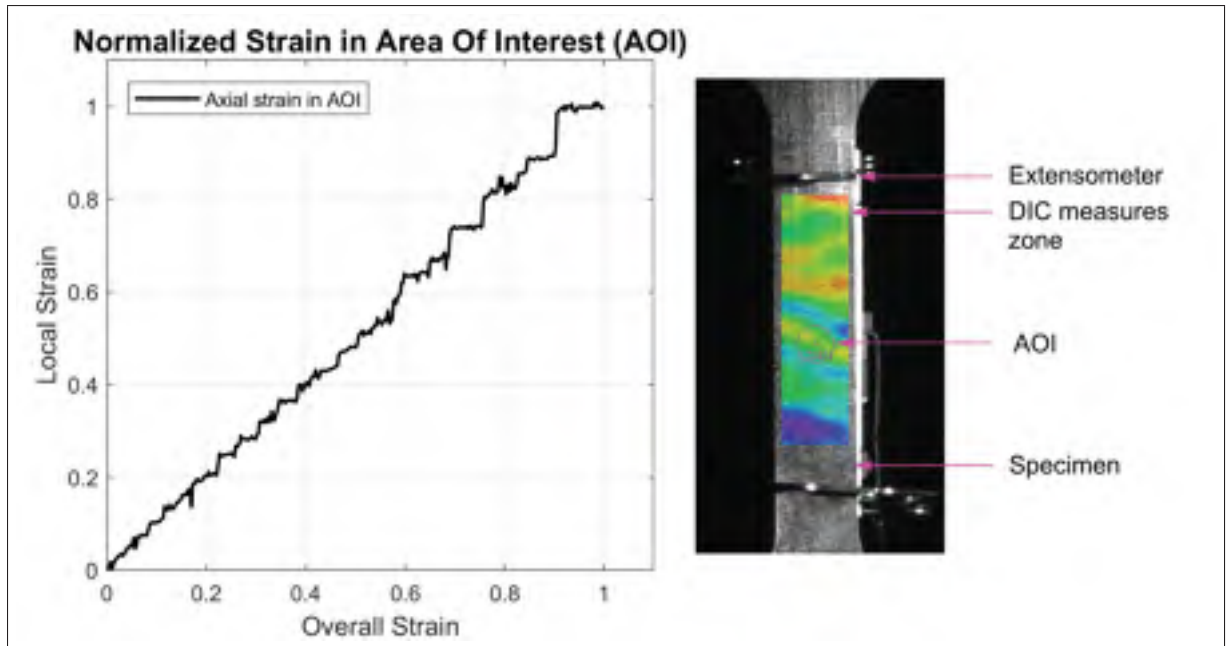 Normalized Strain in Area Of Interest (AOI)
Axial strain in AOI
1
0.8
0.6
0.4
0.2
0
Local Strain
0
0.2
0.4
0.6
0.8
1
Overall Strain
Extensometer
DIC measures
zone
AOI
Specimen